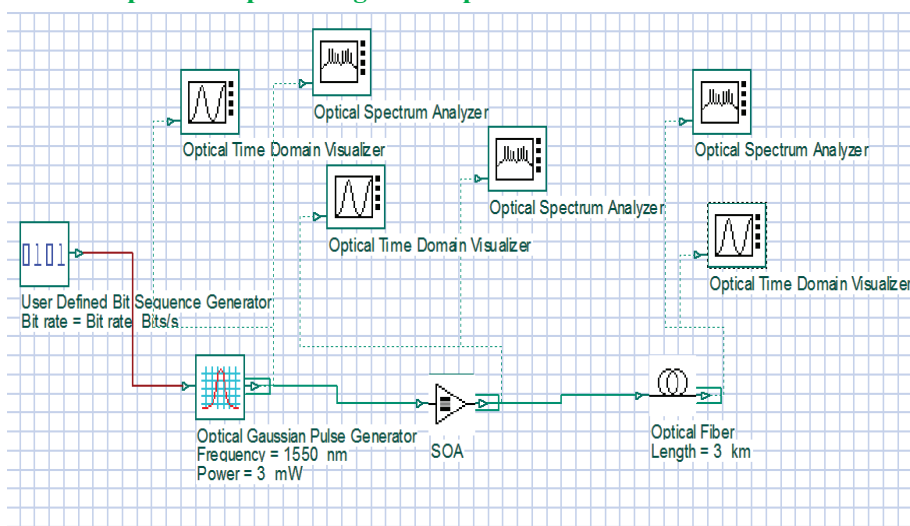 Optical Spectrum Analyzer
Optical Time Domain Visualizer
Optical Spectrum Analyzer
Optical Spectrum Analyzer
Optical Time Domain Visualizer
0101
User Defined Bit Sequence Generator
Bit rate = Bit rate Bits/s
Optical Time Domain Visualizer
Optical Gaussian Pulse Generator
Frequency = 1550 nm
Power = 3 mW
SOA
Optical Fiber
Length = 3 km